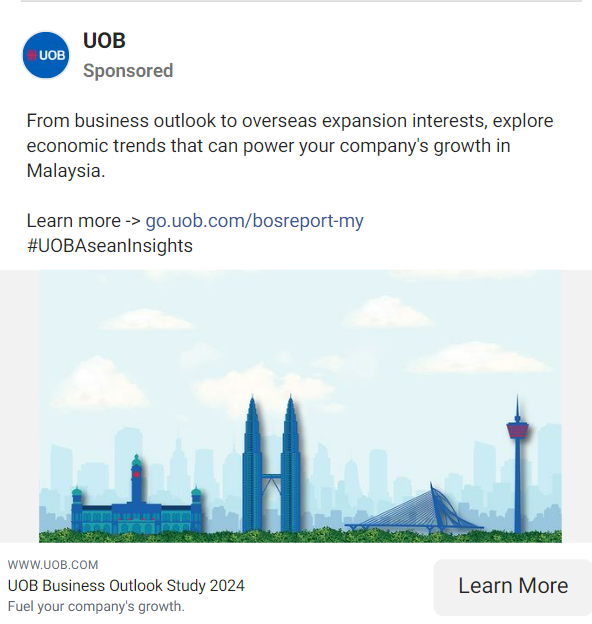 UOB
UOB
Sponsored
From business outlook to overseas expansion interests, explore
economic trends that can power your company's growth in
Malaysia.
Learn more -> go.uob.com/bosreport-my
#UOBAseanInsights
WWW.UOB.COM
UOB Business Outlook Study 2024
Fuel your company's growth.
Learn More